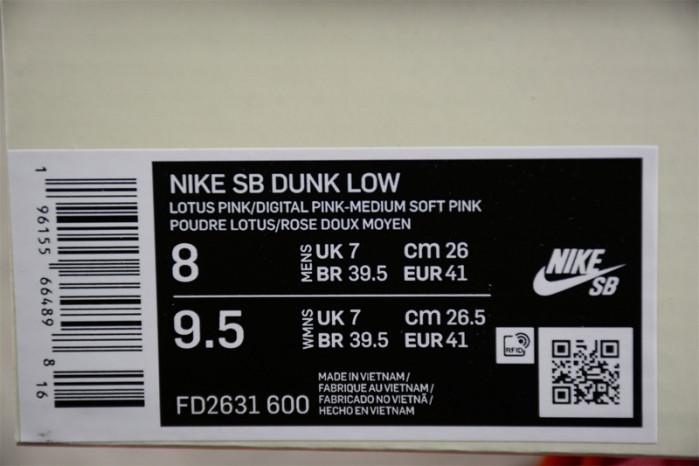 NIKE SB DUNK LOW
LOTUS PINK/DIGITAL PINK-MEDIUM SOFT PINK
POUDRE LOTUS/ROSE DOUX MOYEN
8 MENS UK 7 cm 26
BR 39.5 EUR 41
9.5 WMNS UK 7 cm 26.5
BR 39.5 EUR 41
FD2631 600
MADE IN VIETNAM /
FABRIQUE AU VIETNAM /
FABRICADO NO VIETNÃ /
HECHO EN VIETNAM
NIKE
SB
RFID
1 96155 66489 8 16